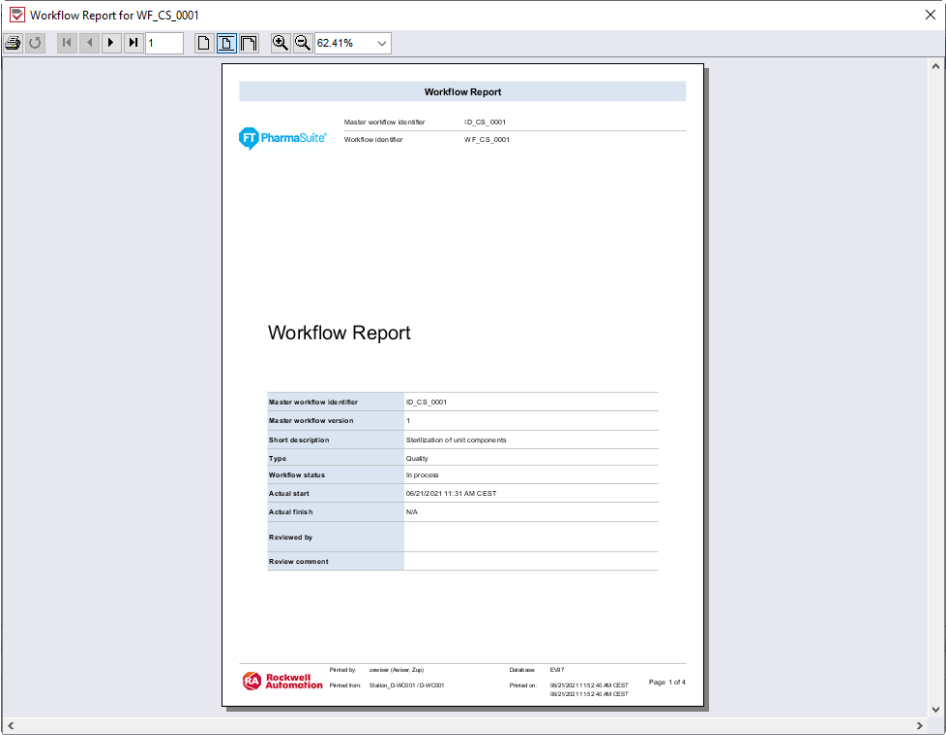 Workflow Report for WF_CS_0001
1
62.41%
Workflow Report
Master workflow identifier ID_CS_0001
FT PharmaSuite®
Workflow identifier WF_CS_0001
Workflow Report
Master workflow identifier ID_CS_0001
Master workflow version 1
Short description Sterilization of unit components
Type Quality
Workflow status In process
Actual start 06/21/2021 11:31 AM CEST
Actual finish N/A
Reviewed by
Review comment
Printed by: (Awiser, Zup) Database: EV97
RA Rockwell Automation
Printed from: Station_D-WC001 / D-WC001 Printed on: 06/21/2021 11:52:40 AM CEST
06/21/2021 11:52:40 AM CEST
Page 1 of 4